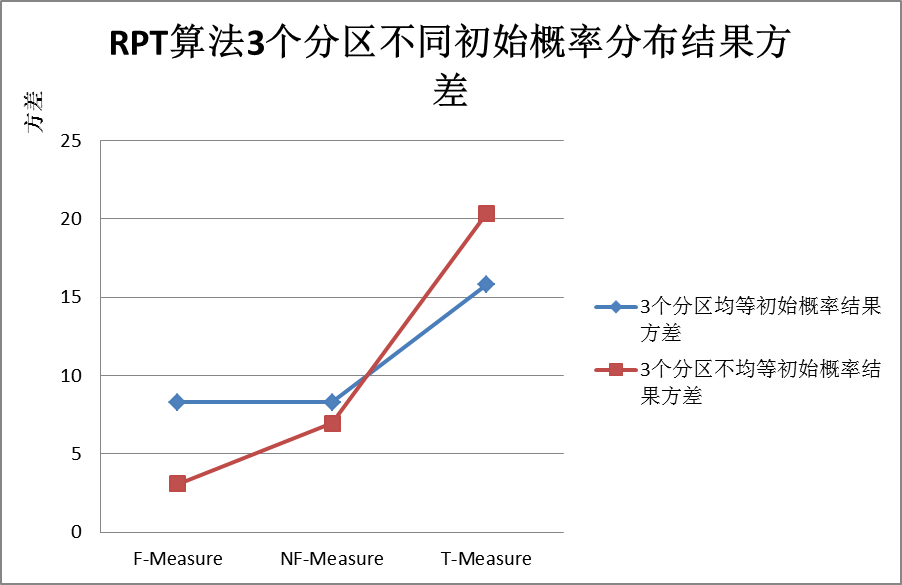 RPT算法3个分区不同初始概率分布结果方
差
方差
25
20
15
10
5
0
F-Measure
NF-Measure
T-Measure
3个分区均等初始概率结果
方差
3个分区不均等初始概率结
果方差